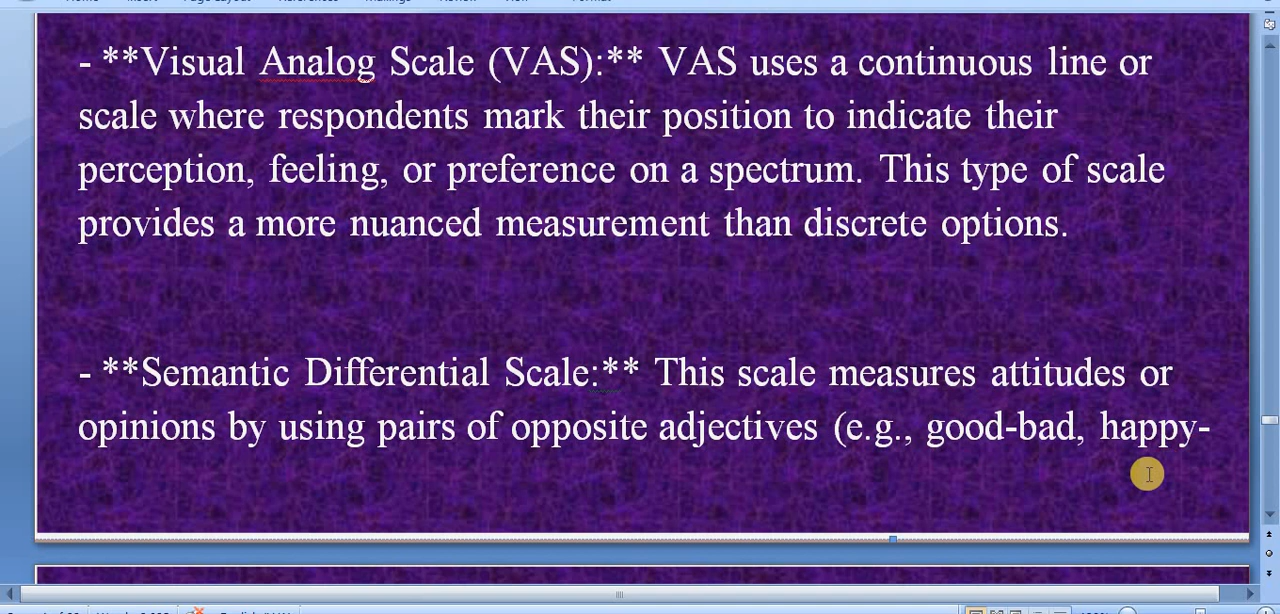 - **Visual Analog Scale (VAS):** VAS uses a continuous line or
scale where respondents mark their position to indicate their
perception, feeling, or preference on a spectrum. This type of scale
provides a more nuanced measurement than discrete options.
- **Semantic Differential Scale:** This scale measures attitudes or
opinions by using pairs of opposite adjectives (e.g., good-bad, happy-